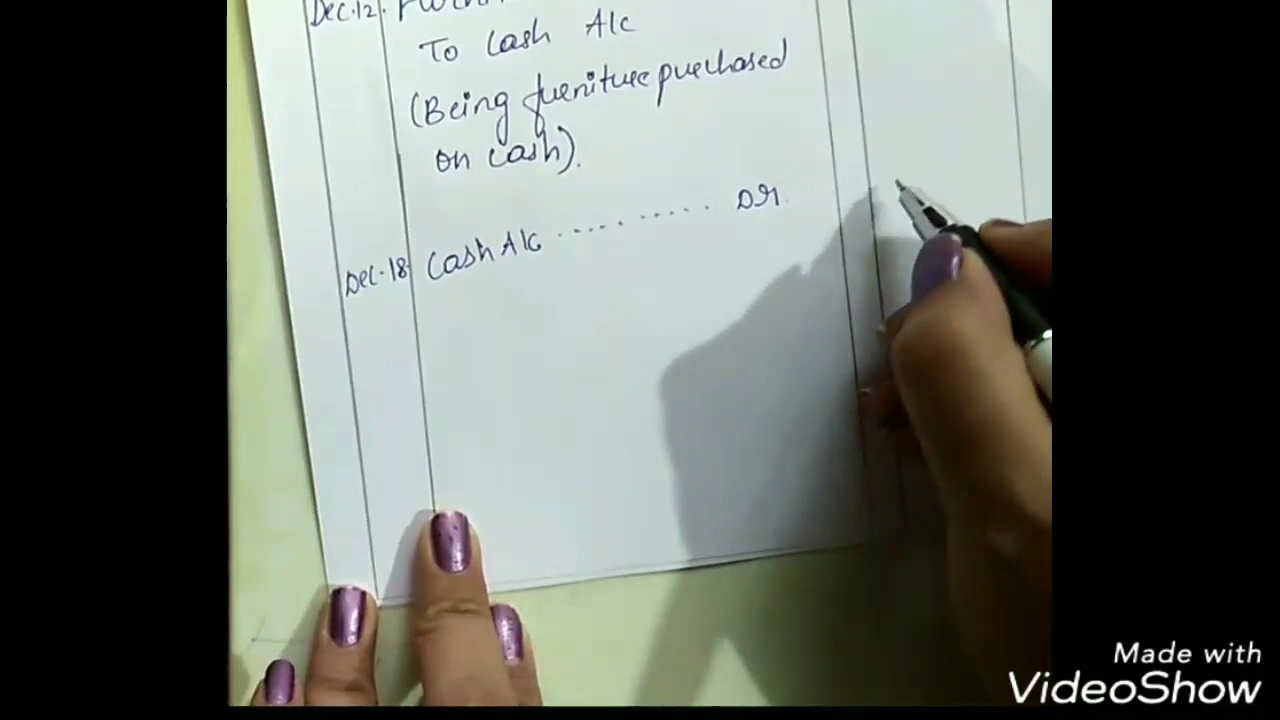 Dec.12.
To Cash A/c
(Being furniture purchased
on cash).
Dec.18. Cash A/c ........... Dr.
Made with
VideoShow